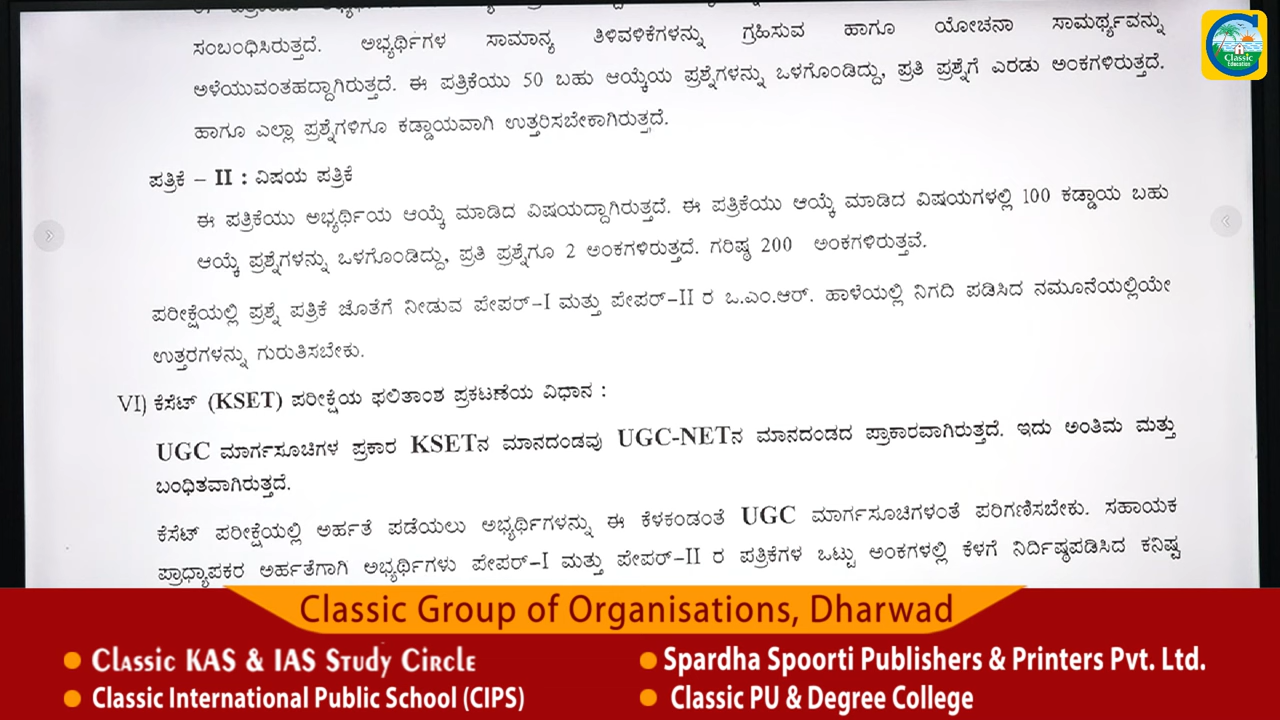 ಸಂಬಂಧಿಸಿರುತ್ತದೆ. ಅಭ್ಯರ್ಥಿಗಳ ಸಾಮಾನ್ಯ ತಿಳಿವಳಿಕೆಗಳನ್ನು ಗ್ರಹಿಸುವ ಹಾಗೂ ಯೋಚನಾ ಸಾಮರ್ಥ್ಯವನ್ನು
ಅಳೆಯುವಂತಹದ್ದಾಗಿರುತ್ತದೆ. ಈ ಪತ್ರಿಕೆಯು 50 ಬಹು ಆಯ್ಕೆಯ ಪ್ರಶ್ನೆಗಳನ್ನು ಒಳಗೊಂಡಿದ್ದು, ಪ್ರತಿ ಪ್ರಶ್ನೆಗೆ ಎರಡು ಅಂಕಗಳಿರುತ್ತದೆ.
ಹಾಗೂ ಎಲ್ಲಾ ಪ್ರಶ್ನೆಗಳಿಗೂ ಕಡ್ಡಾಯವಾಗಿ ಉತ್ತರಿಸಬೇಕಾಗಿರುತ್ತದೆ.
ಪತ್ರಿಕೆ – II : ವಿಷಯ ಪತ್ರಿಕೆ
ಈ ಪತ್ರಿಕೆಯು ಅಭ್ಯರ್ಥಿಯ ಆಯ್ಕೆ ಮಾಡಿದ ವಿಷಯದ್ದಾಗಿರುತ್ತದೆ. ಈ ಪತ್ರಿಕೆಯು ಆಯ್ಕೆ ಮಾಡಿದ ವಿಷಯಗಳಲ್ಲಿ 100 ಕಡ್ಡಾಯ ಬಹು
ಆಯ್ಕೆ ಪ್ರಶ್ನೆಗಳನ್ನು ಒಳಗೊಂಡಿದ್ದು, ಪ್ರತಿ ಪ್ರಶ್ನೆಗೂ 2 ಅಂಕಗಳಿರುತ್ತದೆ. ಗರಿಷ್ಠ 200 ಅಂಕಗಳಿರುತ್ತವೆ.
ಪರೀಕ್ಷೆಯಲ್ಲಿ ಪ್ರಶ್ನೆ ಪತ್ರಿಕೆ ಜೊತೆಗೆ ನೀಡುವ ಪೇಪರ್–I ಮತ್ತು ಪೇಪರ್–II ರ ಒ.ಎಂ.ಆರ್. ಹಾಳೆಯಲ್ಲಿ ನಿಗದಿ ಪಡಿಸಿದ ನಮೂನೆಯಲ್ಲಿಯೇ
ಉತ್ತರಗಳನ್ನು ಗುರುತಿಸಬೇಕು.
VI) ಕೆಸೆಟ್ (KSET) ಪರೀಕ್ಷೆಯ ಫಲಿತಾಂಶ ಪ್ರಕಟಣೆಯ ವಿಧಾನ :
UGC ಮಾರ್ಗಸೂಚಿಗಳ ಪ್ರಕಾರ KSETನ ಮಾನದಂಡವು UGC-NETನ ಮಾನದಂಡದ ಪ್ರಾಕಾರವಾಗಿರುತ್ತದೆ. ಇದು ಅಂತಿಮ ಮತ್ತು
ಬಂಧಿತವಾಗಿರುತ್ತದೆ.
ಕೆಸೆಟ್ ಪರೀಕ್ಷೆಯಲ್ಲಿ ಅರ್ಹತೆ ಪಡೆಯಲು ಅಭ್ಯರ್ಥಿಗಳನ್ನು ಈ ಕೆಳಕಂಡಂತೆ UGC ಮಾರ್ಗಸೂಚಿಗಳಂತೆ ಪರಿಗಣಿಸಬೇಕು. ಸಹಾಯಕ
ಪ್ರಾಧ್ಯಾಪಕರ ಅರ್ಹತೆಗಾಗಿ ಅಭ್ಯರ್ಥಿಗಳು ಪೇಪರ್–I ಮತ್ತು ಪೇಪರ್–II ರ ಪತ್ರಿಕೆಗಳ ಒಟ್ಟು ಅಂಕಗಳಲ್ಲಿ ಕೆಳಗೆ ನಿರ್ದಿಷ್ಠಪಡಿಸಿದ ಕನಿಷ್ಟ
Classic
Education
Classic Group of Organisations, Dharwad
Classic KAS & IAS Study Circle
Spardha Spoorti Publishers & Printers Pvt. Ltd.
Classic International Public School (CIPS)
Classic PU & Degree College